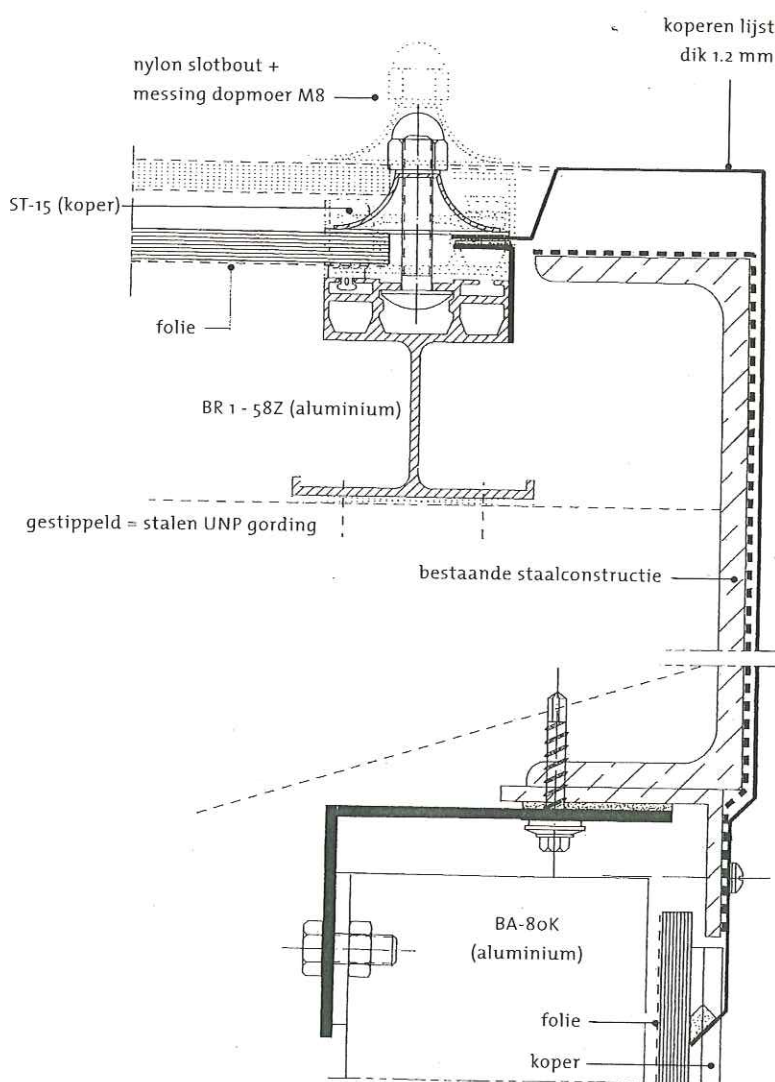 koperen lijst
dik 1.2 mm
nylon slotbout +
messing dopmoer M8
ST-15 (koper)
folie
BR 1 - 58Z (aluminium)
gestippeld = stalen UNP gording
bestaande staalconstructie
BA-80K
(aluminium)
folie
koper